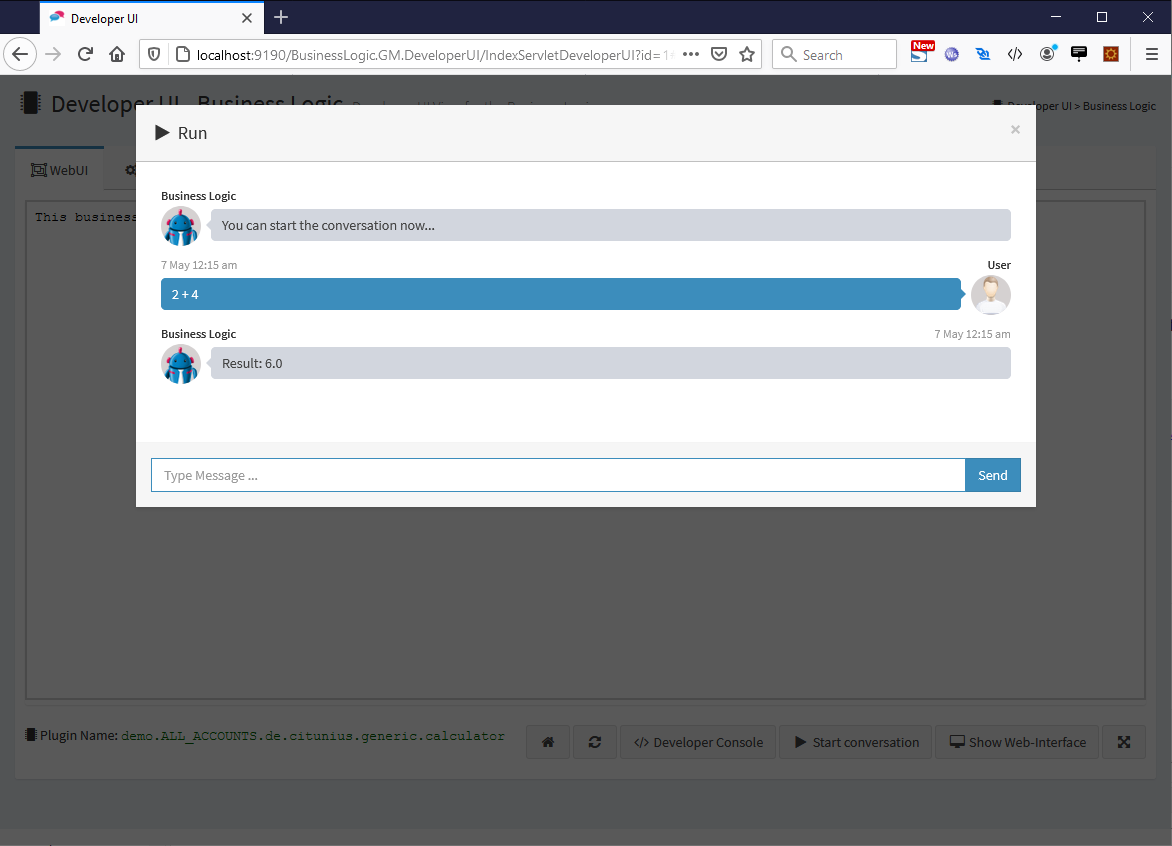 Developer UI
localhost:9190/BusinessLogic.GM.DeveloperUI/IndexServletDeveloperUI?id=1
Search
New
Ws
Developer UI - Business Logic
Developer UI > Business Logic
Run
×
WebUI
This business
Business Logic
You can start the conversation now...
7 May 12:15 am
User
2 + 4
Business Logic
7 May 12:15 am
Result: 6.0
Type Message ...
Send
Plugin Name: demo.ALL_ACCOUNTS.de.citunius.generic.calculator
</> Developer Console
Start conversation
Show Web-Interface